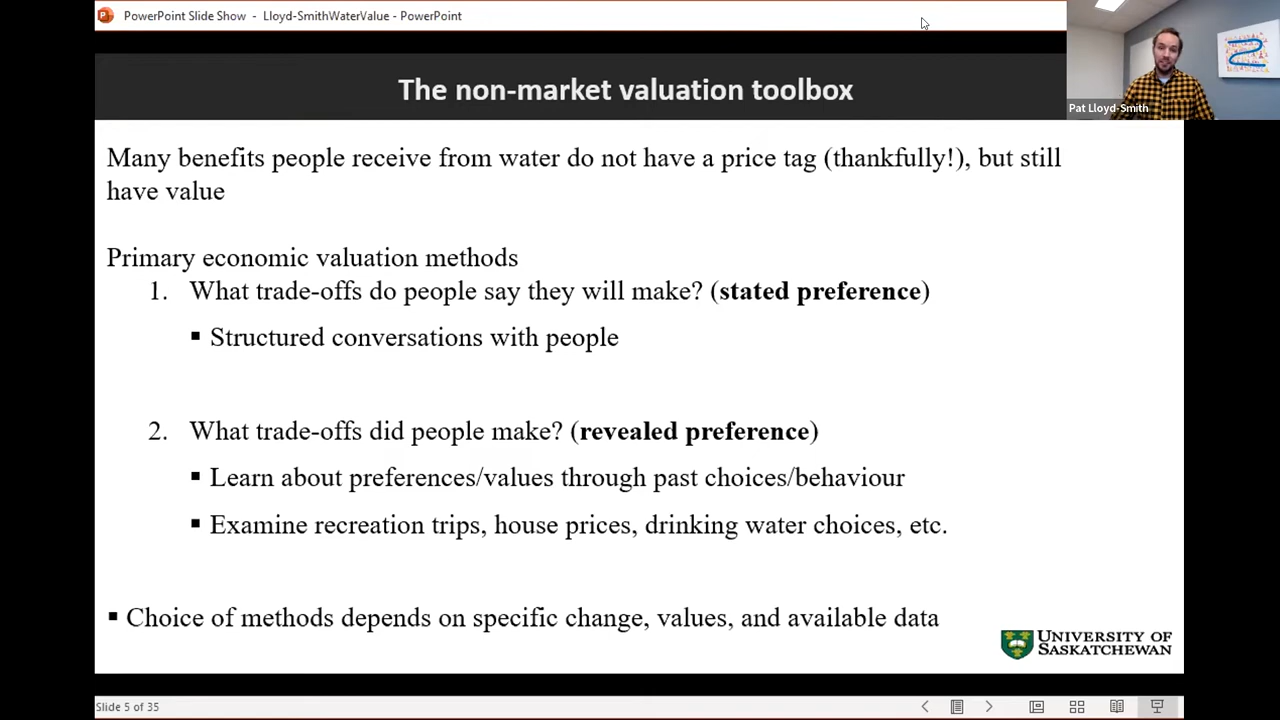 PowerPoint Slide Show - Lloyd-SmithWaterValue - PowerPoint
Pat Lloyd-Smith
The non-market valuation toolbox
Many benefits people receive from water do not have a price tag (thankfully!), but still
have value
Primary economic valuation methods
1. What trade-offs do people say they will make? (stated preference)
▪ Structured conversations with people
2. What trade-offs did people make? (revealed preference)
▪ Learn about preferences/values through past choices/behaviour
▪ Examine recreation trips, house prices, drinking water choices, etc.
▪ Choice of methods depends on specific change, values, and available data
UNIVERSITY OF
SASKATCHEWAN
Slide 5 of 35